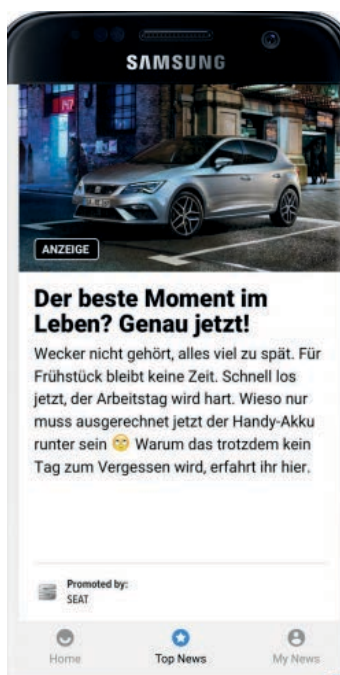 SAMSUNG
147
ANZEIGE
Der beste Moment im
Leben? Genau jetzt!
Wecker nicht gehört, alles viel zu spät. Für
Frühstück bleibt keine Zeit. Schnell los
jetzt, der Arbeitstag wird hart. Wieso nur
muss ausgerechnet jetzt der Handy-Akku
runter sein 😁 Warum das trotzdem kein
Tag zum Vergessen wird, erfahrt ihr hier.
Promoted by:
SEAT
Home
Top News
My News